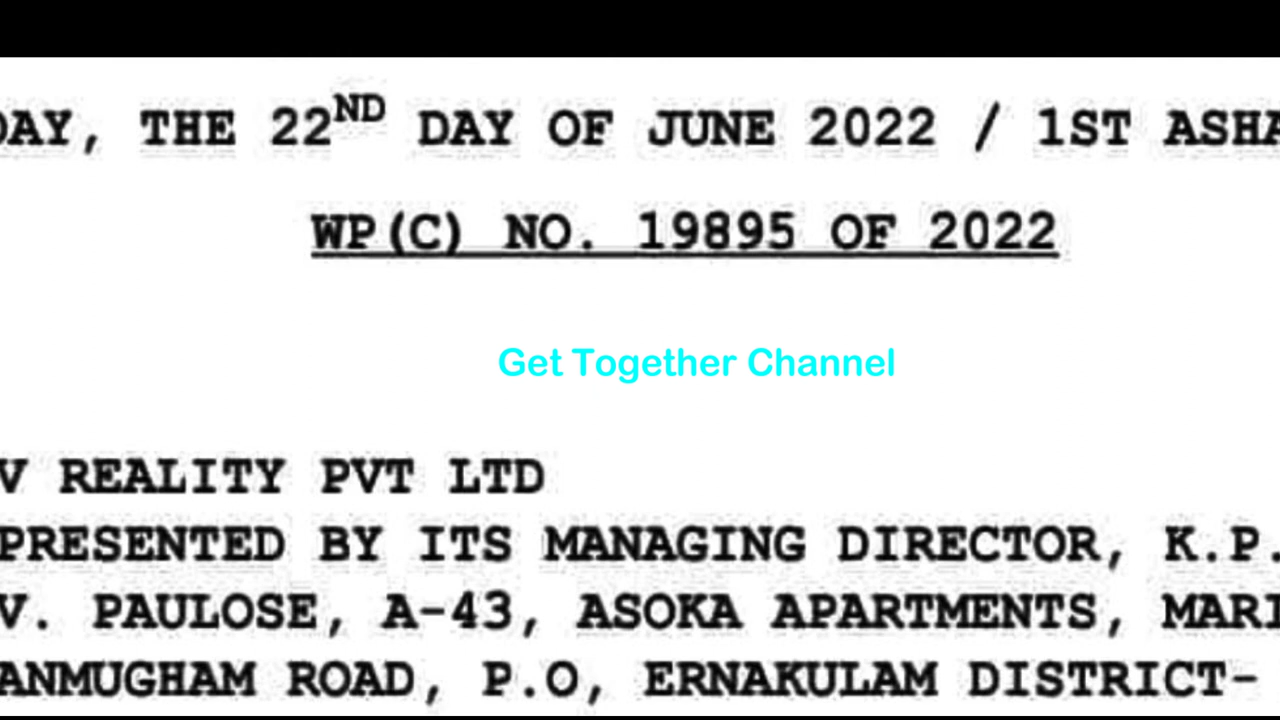 DAY, THE 22ND DAY OF JUNE 2022 / 1ST ASHA
WP(C) NO. 19895 OF 2022
Get Together Channel
V REALITY PVT LTD
PRESENTED BY ITS MANAGING DIRECTOR, K.P.
V. PAULOSE, A-43, ASOKA APARTMENTS, MARI
ANMUGHAM ROAD, P.O, ERNAKULAM DISTRICT-